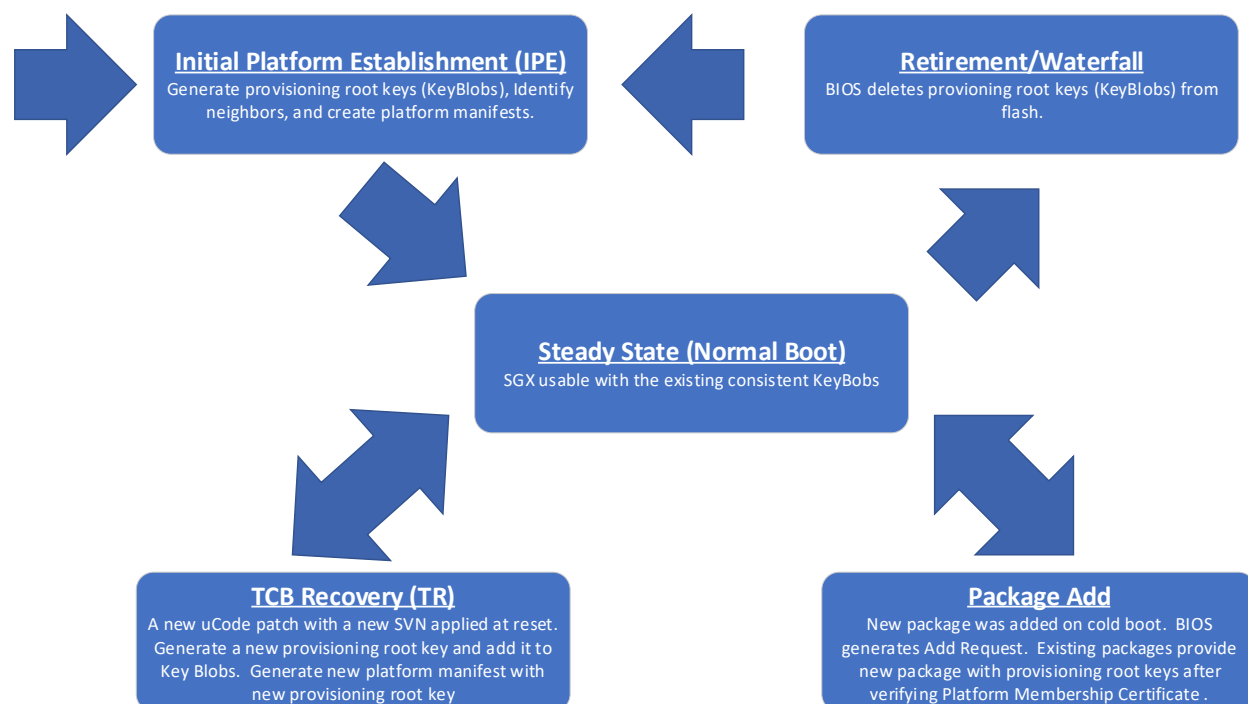 Initial Platform Establishment (IPE)
Generate provisioning root keys (KeyBlobs), Identify
neighbors, and create platform manifests.
Retirement/Waterfall
BIOS deletes provioning root keys (KeyBlobs) from
flash.
Steady State (Normal Boot)
SGX usable with the existing consistent KeyBobs
TCB Recovery (TR)
A new uCode patch with a new SVN applied at reset.
Generate a new provisioning root key and add it to
Key Blobs. Generate new platform manifest with
new provisioning root key
Package Add
New package was added on cold boot. BIOS
generates Add Request. Existing packages provide
new package with provisioning root keys after
verifying Platform Membership Certificate .